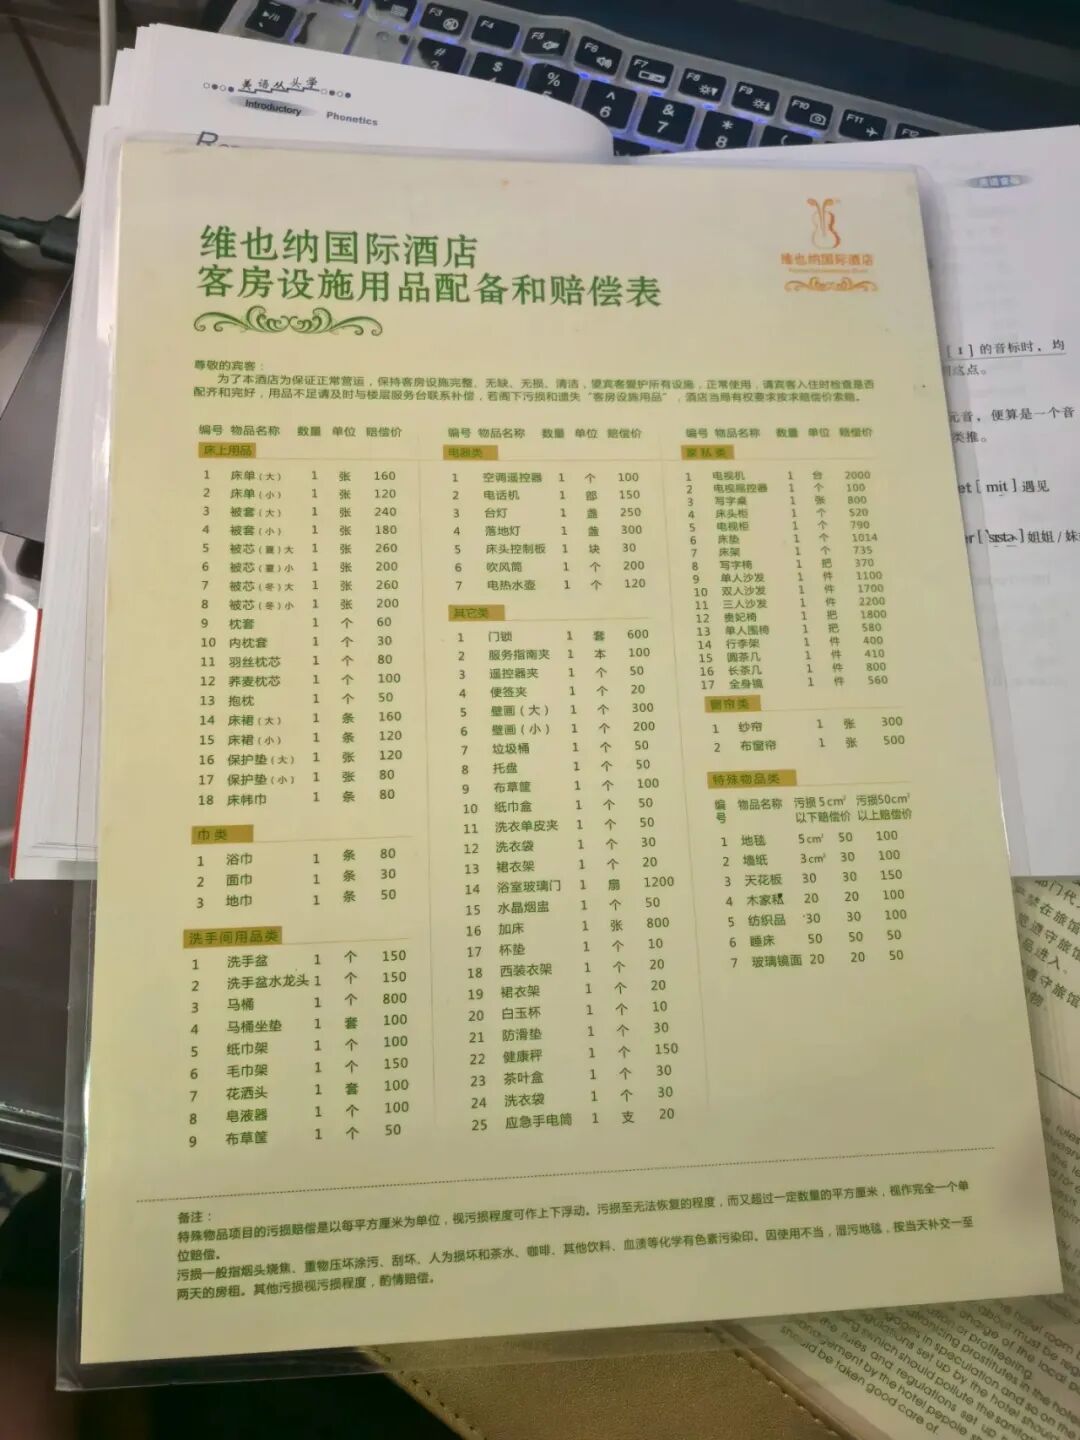 美语从头学
Introductory Phonetics
F3
F4
F5
F6
F7
F8
F9
F10
F11
F12
#
3
$
%
5
^
6
&
7
*
8
维也纳国际酒店
客房设施用品配备和赔偿表
维也纳国际酒店
尊敬的宾客：
为了本酒店为保证正常营运，保持客房设施完整、无缺、无损、清洁，望宾客爱护所有设施，正常使用，请宾客入住时检查是否
配齐和完好，用品不足请及时与楼层服务台联系补偿，若阁下污损和遗失“客房设施用品”，酒店当局有权要求按求赔偿价索赔。
编号 物品名称 数量 单位 赔偿价
床上用品
1 床单（大） 1 张 160
2 床单（小） 1 张 120
3 被套（大） 1 张 240
4 被套（小） 1 张 180
5 被芯（夏）大 1 张 260
6 被芯（夏）小 1 张 200
7 被芯（冬）大 1 张 260
8 被芯（冬）小 1 张 200
9 枕套 1 个 60
10 内枕套 1 个 30
11 羽丝枕芯 1 个 80
12 荞麦枕芯 1 个 100
13 抱枕 1 个 50
14 床裙（大） 1 条 160
15 床裙（小） 1 条 120
16 保护垫（大） 1 张 120
17 保护垫（小） 1 张 80
18 床帏巾 1 条 80
巾类
1 浴巾 1 条 80
2 面巾 1 条 30
3 地巾 1 条 50
洗手间用品类
1 洗手盆 1 个 150
2 洗手盆水龙头 1 个 150
3 马桶 1 个 800
4 马桶坐垫 1 套 100
5 纸巾架 1 个 100
6 毛巾架 1 个 150
7 花洒头 1 套 100
8 皂液器 1 个 100
9 布草筐 1 个 50
编号 物品名称 数量 单位 赔偿价
电器类
1 空调遥控器 1 个 100
2 电话机 1 部 150
3 台灯 1 盏 250
4 落地灯 1 盏 300
5 床头控制板 1 块 30
6 吹风筒 1 个 200
7 电热水壶 1 个 120
其它类
1 门锁 1 套 600
2 服务指南夹 1 本 100
3 遥控器夹 1 个 50
4 便签夹 1 个 20
5 壁画（大） 1 个 300
6 壁画（小） 1 个 200
7 垃圾桶 1 个 50
8 托盘 1 个 50
9 布草筐 1 个 100
10 纸巾盒 1 个 50
11 洗衣单皮夹 1 个 50
12 洗衣袋 1 个 30
13 裙衣架 1 个 20
14 浴室玻璃门 1 扇 1200
15 水晶烟盅 1 个 50
16 加床 1 张 800
17 杯垫 1 个 10
18 西装衣架 1 个 20
19 裙衣架 1 个 20
20 白玉杯 1 个 10
21 防滑垫 1 个 30
22 健康秤 1 个 150
23 茶叶盒 1 个 30
24 洗衣袋 1 个 30
25 应急手电筒 1 支 20
编号 物品名称 数量 单位 赔偿价
家私类
1 电视机 1 台 2000
2 电视摇控器 1 个 100
3 写字桌 1 张 800
4 床头柜 1 个 520
5 电视柜 1 个 790
6 床垫 1 个 1014
7 床架 1 个 735
8 写字椅 1 把 370
9 单人沙发 1 件 1100
10 双人沙发 1 件 1700
11 三人沙发 1 件 2200
12 贵妃椅 1 把 1800
13 单人围椅 1 把 580
14 行李架 1 件 400
15 圆茶几 1 件 410
16 长茶几 1 件 800
17 全身镜 1 件 560
窗帘类
1 纱帘 1 张 300
2 布窗帘 1 张 500
特殊物品类
编号 物品名称 污损5cm²以下赔偿价 污损50cm²以上赔偿价
1 地毯 5cm² 50 100
2 墙纸 3cm² 30 100
3 天花板 30 30 150
4 木家私 20 20 100
5 纺织品 30 30 100
6 睡床 50 50 50
7 玻璃镜面 20 20 50
备注：
特殊物品项目的污损赔偿是以每平方厘米为单位，视污损程度可作上下浮动。污损至无法恢复的程度，而又超过一定数量的平方厘米，视作完全一个单
位赔偿。
污损一般指烟头烧焦、重物压坏涂污、刮坏、人为损坏和茶水、咖啡、其他饮料、血渍等化学有色素污染印。因使用不当，湿污地毯，按当天补交一至
两天的房租。其他污损视污损程度，酌情赔偿。
[ɪ]的音标时，均
这点。
元音，便算是一个音
类推。
et [mit] 遇见
er [ˈsɪstɚ] 姐姐/妹